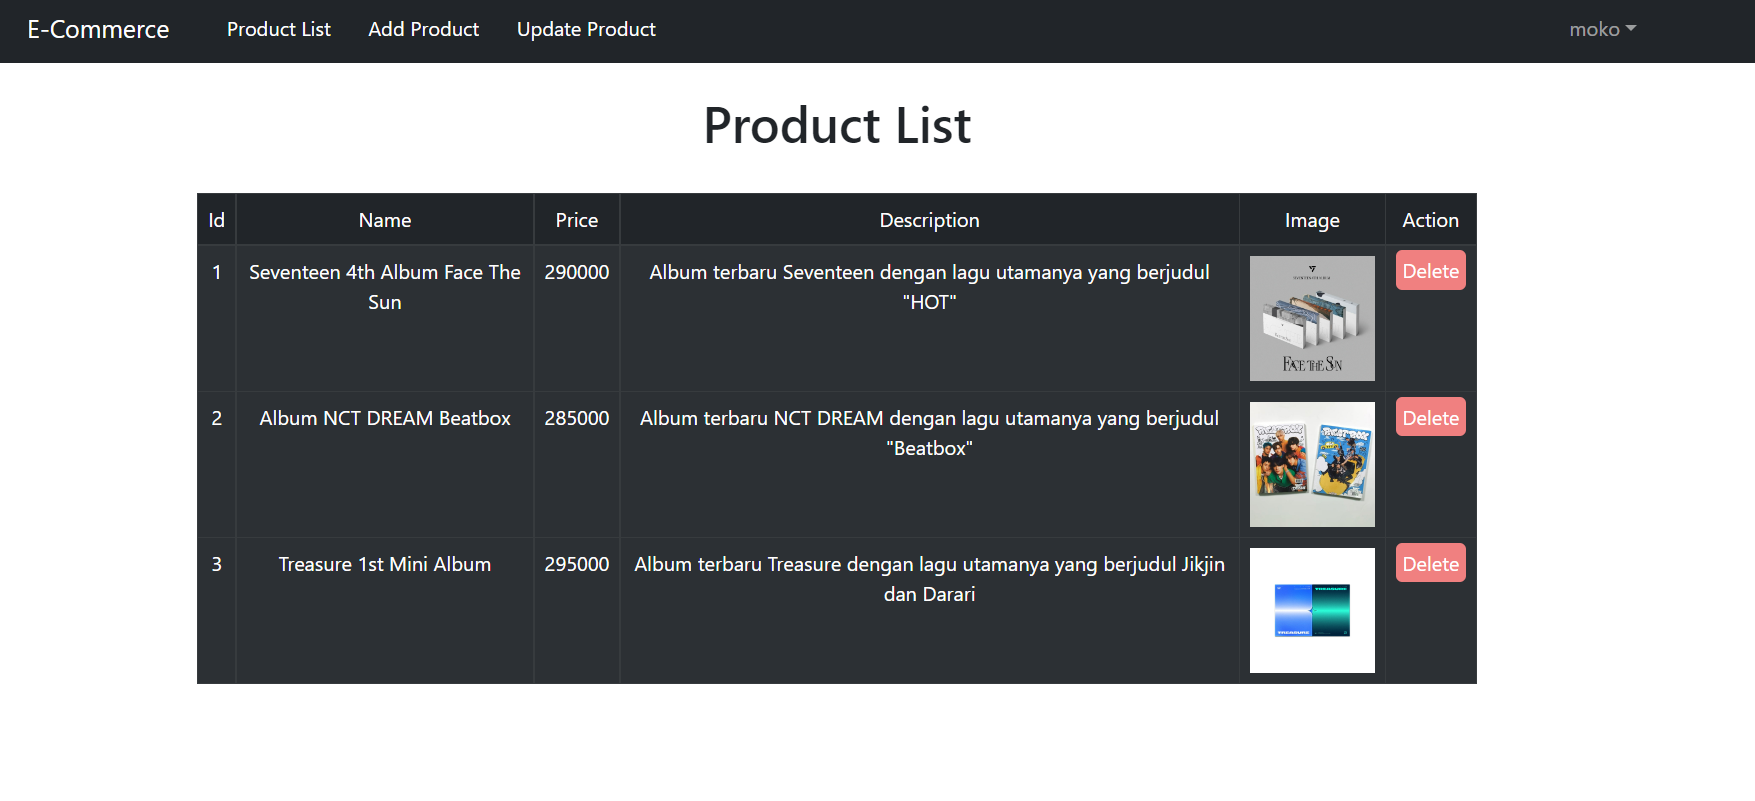 E-Commerce Product List Add Product Update Product moko
Product List
Id Name Price Description Image Action
1 Seventeen 4th Album Face The 290000 Album terbaru Seventeen dengan lagu utamanya yang berjudul Delete
Sun "HOT"
FACE THE SUN
2 Album NCT DREAM Beatbox 285000 Album terbaru NCT DREAM dengan lagu utamanya yang berjudul Delete
"Beatbox"
3 Treasure 1st Mini Album 295000 Album terbaru Treasure dengan lagu utamanya yang berjudul Jikjin Delete
dan Darari
TREASURE
TREASURE